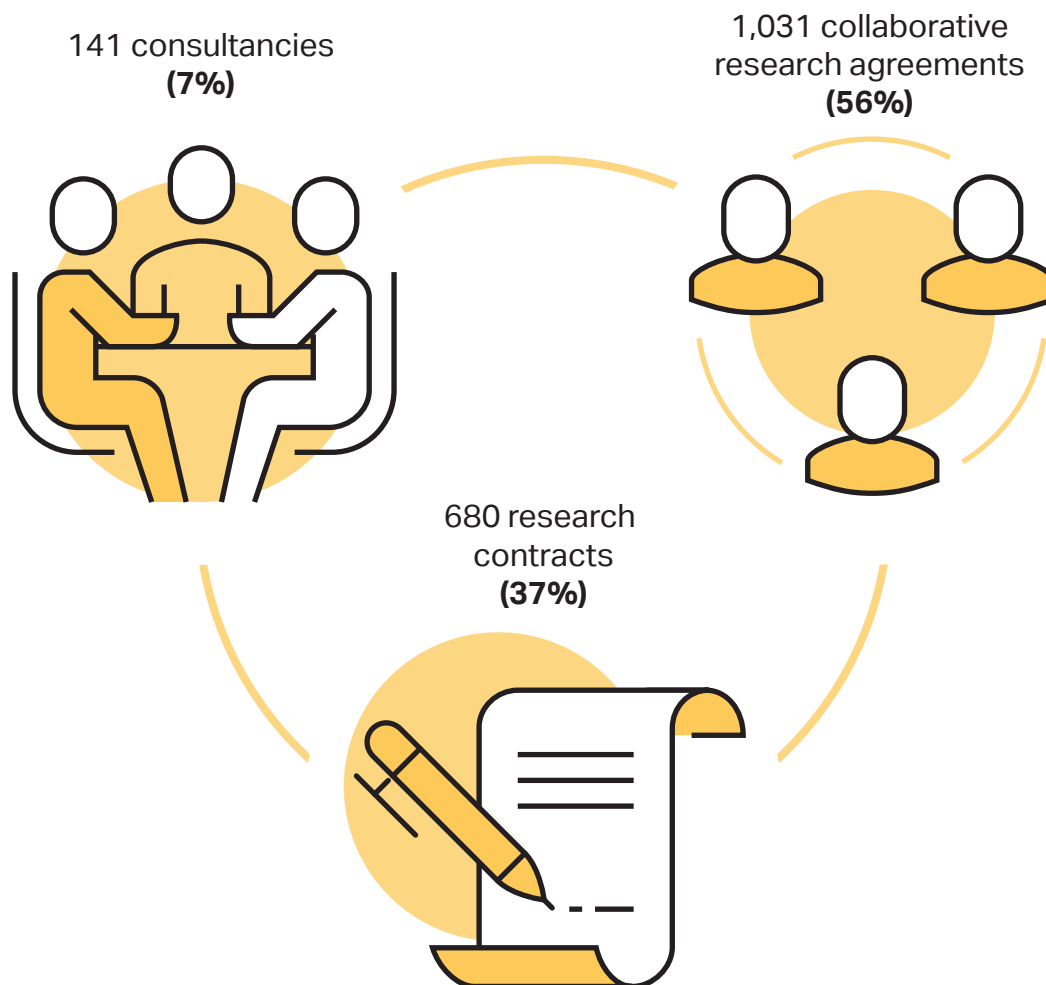 141 consultancies
(7%)
1,031 collaborative
research agreements
(56%)
680 research
contracts
(37%)